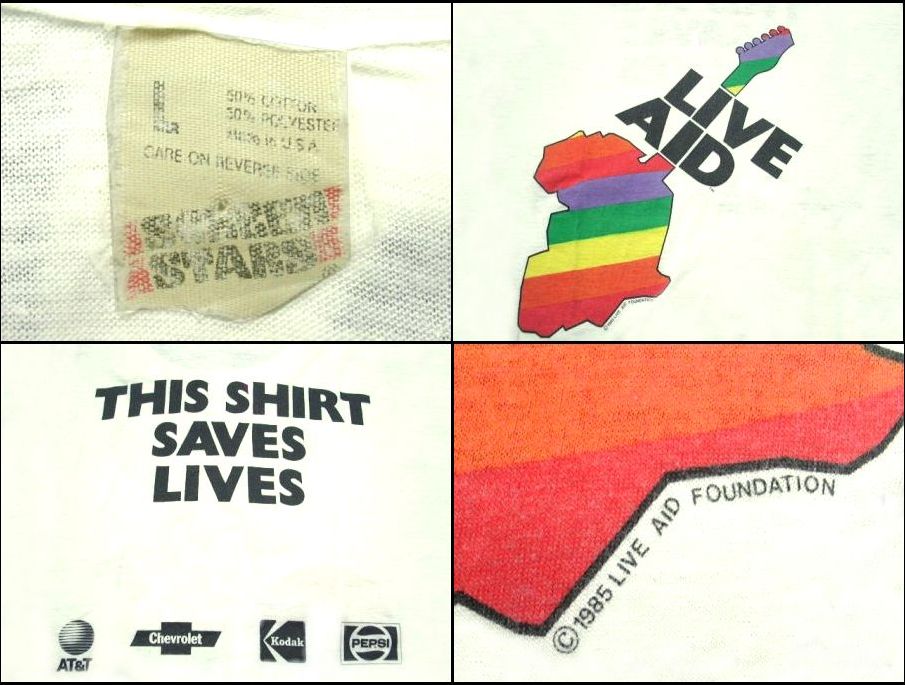 L
50% COTTON
50% POLYESTER
MADE IN U.S.A.
CARE ON REVERSE SIDE
SCREEN
STARS
LIVE
AID
© 1985 LIVE AID FOUNDATION
THIS SHIRT
SAVES
LIVES
AT&T
Chevrolet
Kodak
PEPSI
© 1985 LIVE AID FOUNDATION